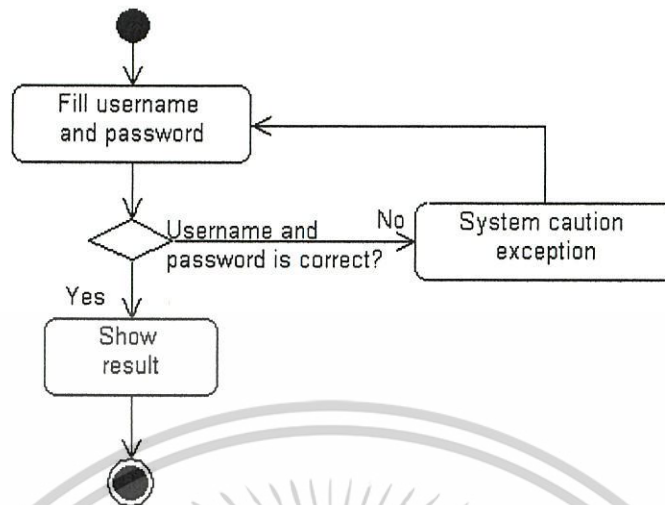 Fill username
and password
Username and
password is correct?
No
System caution
exception
Yes
Show
result